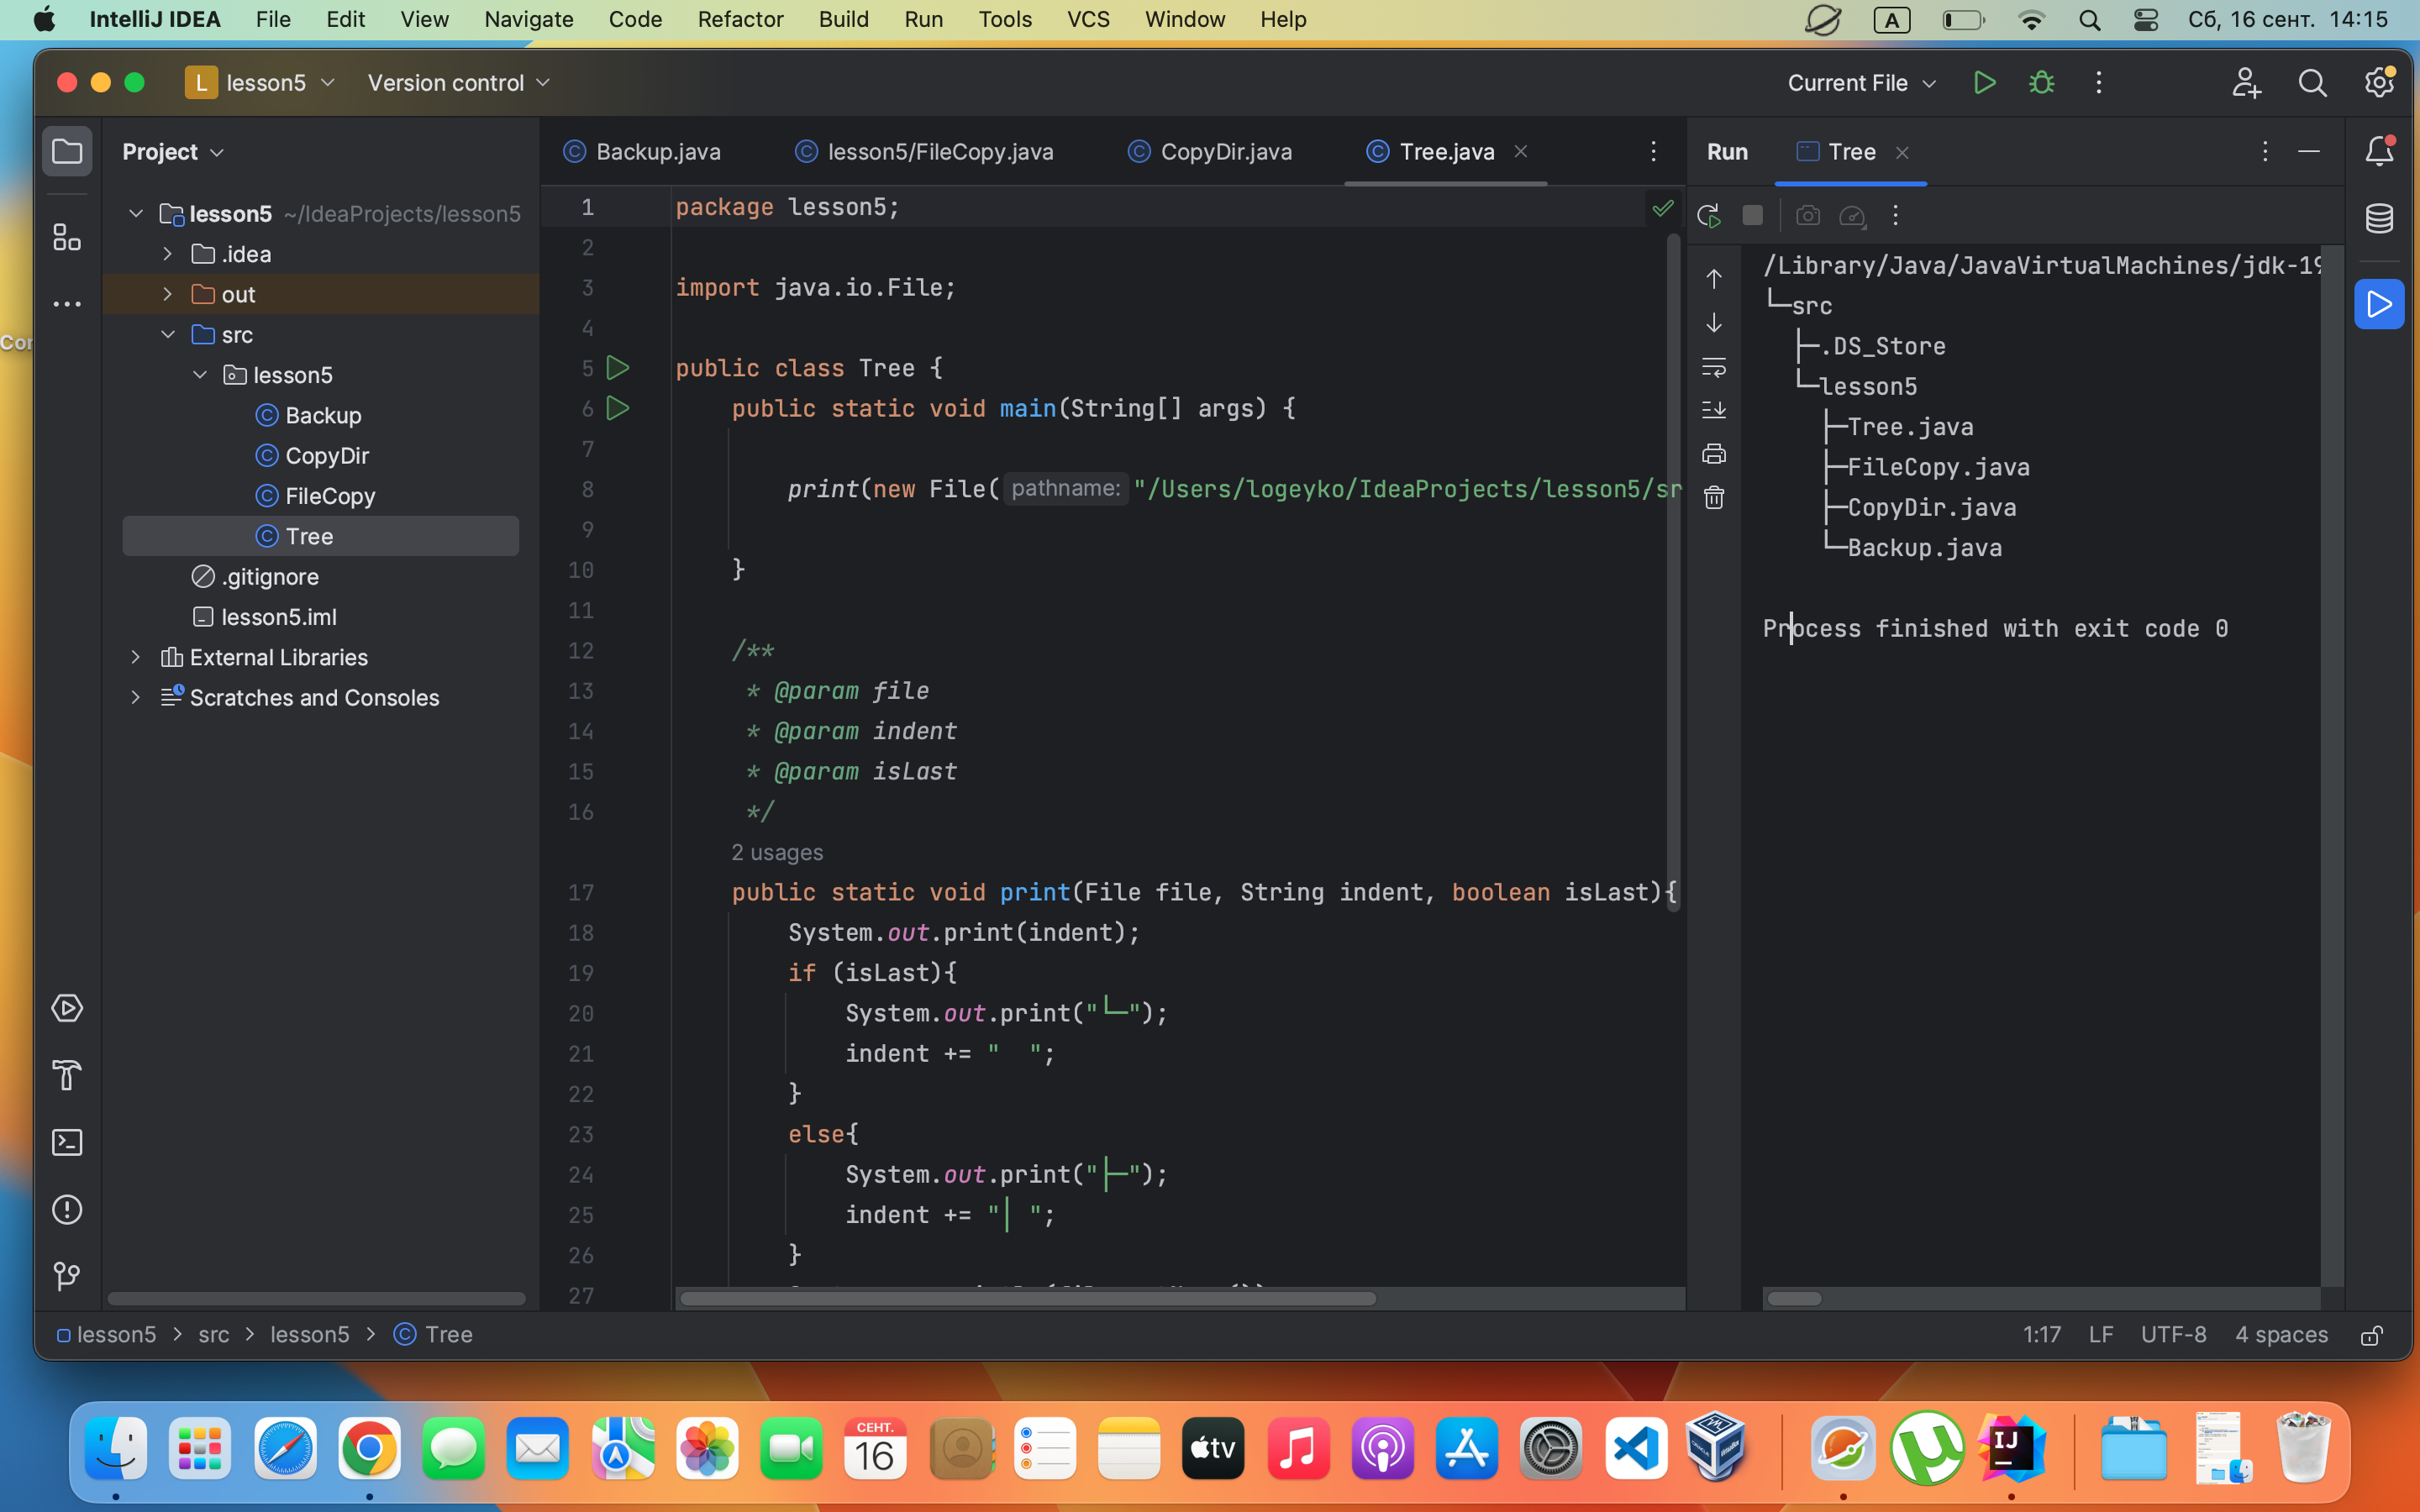 IntelliJ IDEA File Edit View Navigate Code Refactor Build Run Tools VCS Window Help A Сб, 16 сент. 14:15
L lesson5 Version control Current File
Project
lesson5 ~/IdeaProjects/lesson5
.idea
out
src
lesson5
Backup
CopyDir
FileCopy
Tree
.gitignore
lesson5.iml
External Libraries
Scratches and Consoles
Backup.java lesson5/FileCopy.java CopyDir.java Tree.java
1 package lesson5;
2
3 import java.io.File;
4
5 public class Tree {
6 public static void main(String[] args) {
7
8 print(new File( pathname: "/Users/logeyko/IdeaProjects/lesson5/sr
9
10 }
11
12 /**
13 * @param file
14 * @param indent
15 * @param isLast
16 */
2 usages
17 public static void print(File file, String indent, boolean isLast){
18 System.out.print(indent);
19 if (isLast){
20 System.out.print("└─");
21 indent += "  ";
22 }
23 else{
24 System.out.print("├─");
25 indent += "│ ";
26 }
27
Run Tree
/Library/Java/JavaVirtualMachines/jdk-19
└─src
├─.DS_Store
└─lesson5
├─Tree.java
├─FileCopy.java
├─CopyDir.java
└─Backup.java
Process finished with exit code 0
lesson5 > src > lesson5 > Tree 1:17 LF UTF-8 4 spaces
СЕНТ.
16
tv
IJ